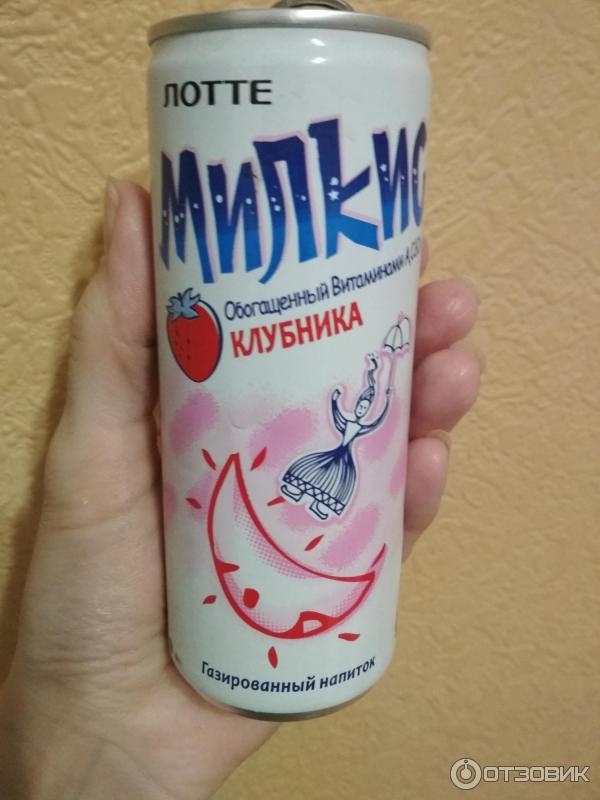 ЛОТТЕ
МИЛКИС
Обогащенный Витаминами
КЛУБНИКА
Газированный напиток
ОТЗОВИК